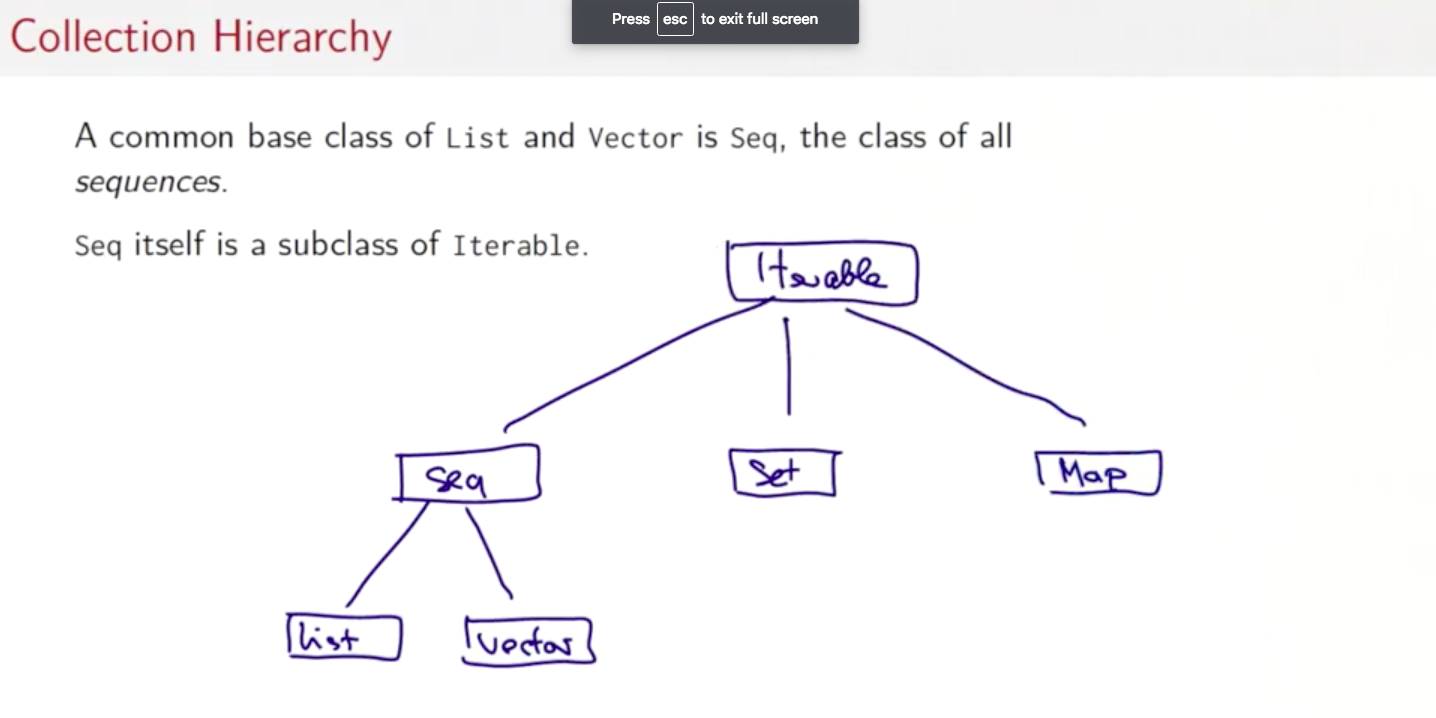 Collection Hierarchy
Press esc to exit full screen
A common base class of List and Vector is Seq, the class of all
sequences.
Seq itself is a subclass of Iterable.
Iterable
Seq
Set
Map
List
Vector